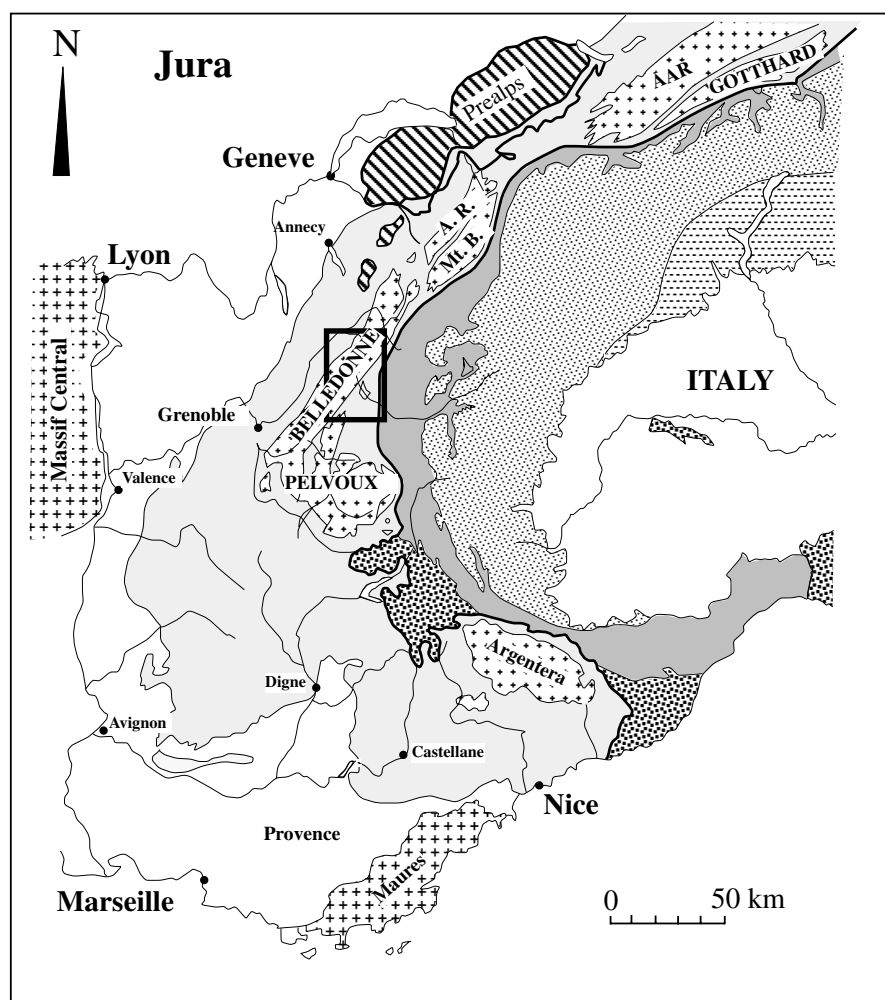 N
Jura
Prealps
AAR
GOTTHARD
Geneve
A. R.
Annecy
Mt. B.
Lyon
Massif Central
BELLEDONNE
ITALY
Grenoble
Valence
PELVOUX
Argentera
Digne
Avignon
Castellane
Nice
Provence
Maures
Marseille
0 50 km